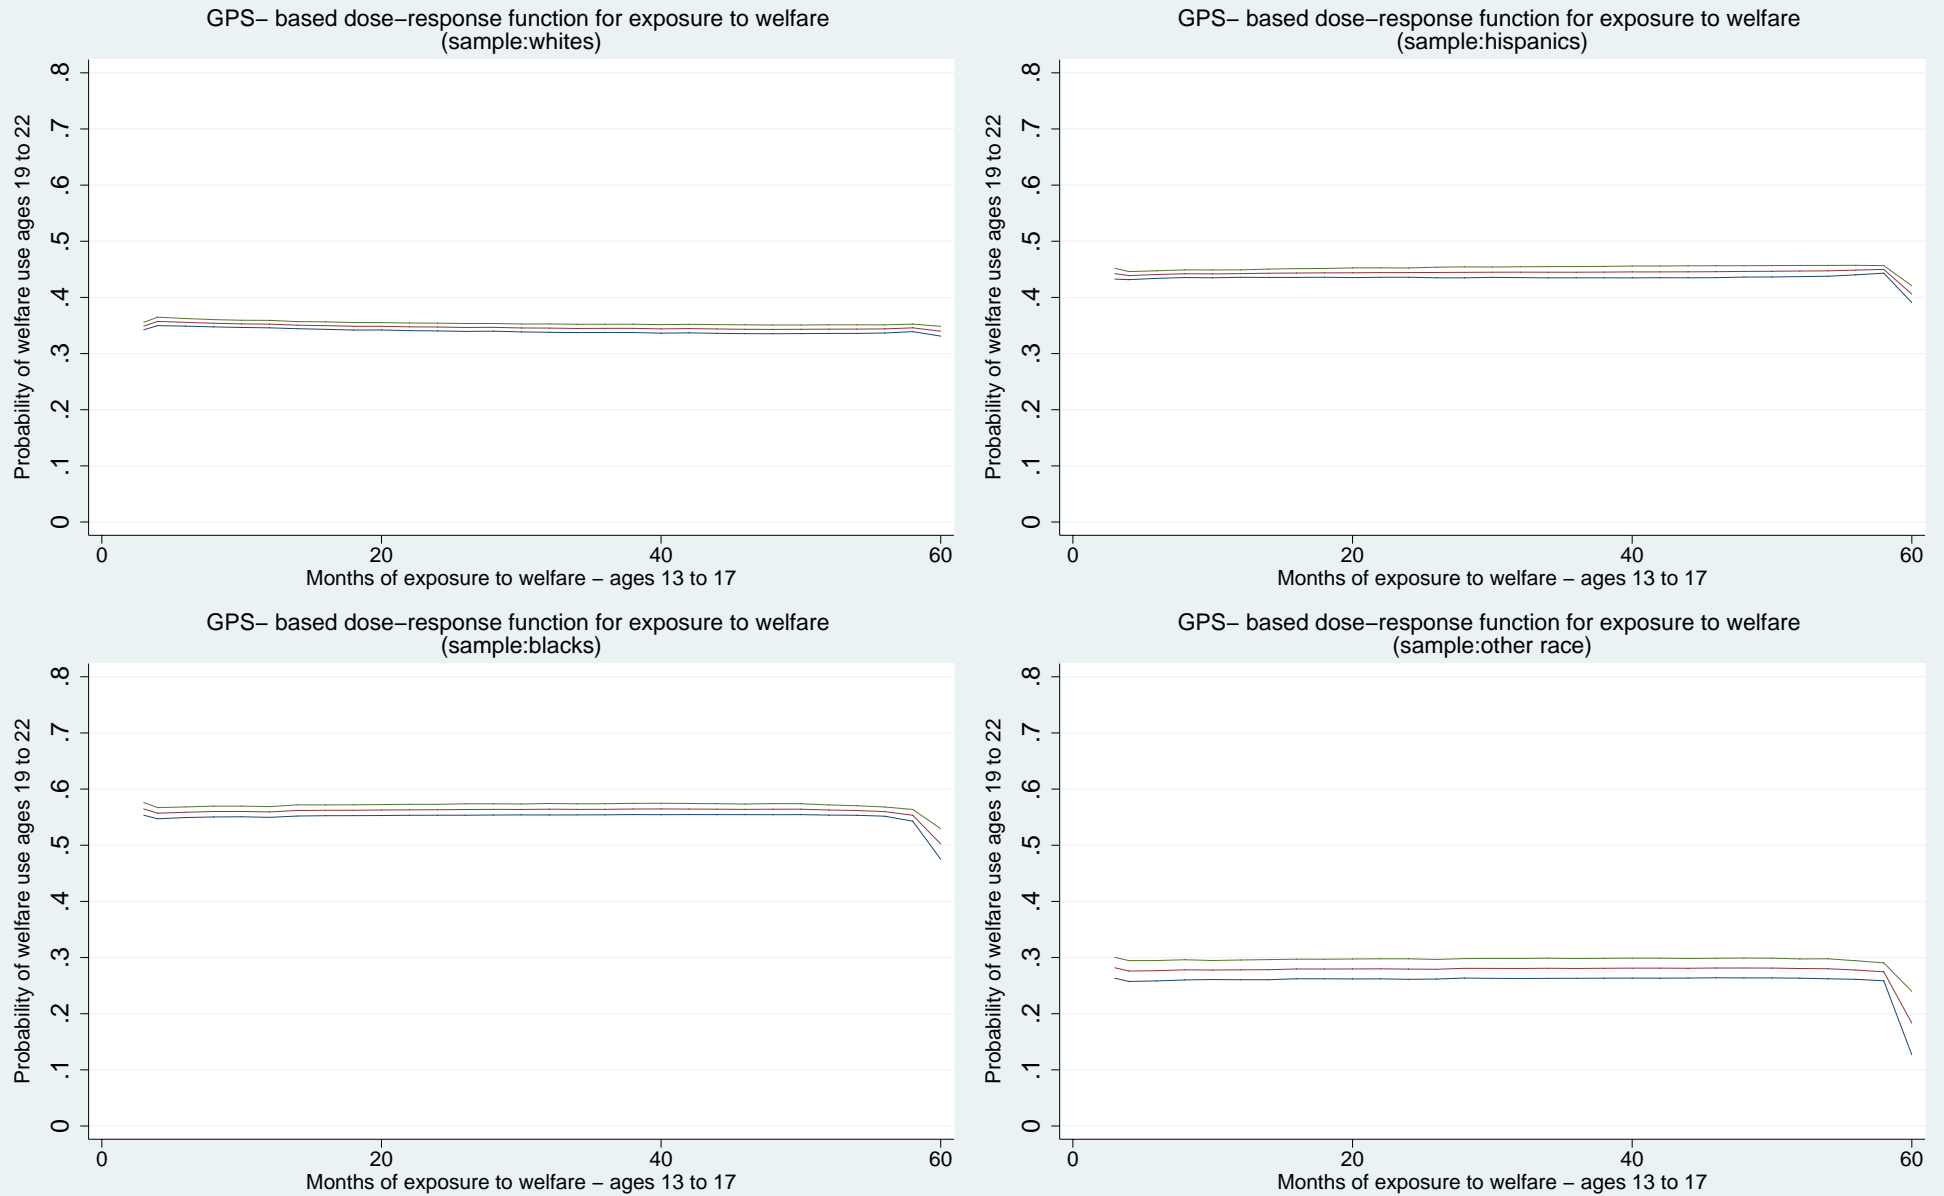 GPS− based dose−response function for exposure to welfare
(sample:whites)
Probability of welfare use ages 19 to 22
.8
.7
.6
.5
.4
.3
.2
.1
0
0 20 40 60
Months of exposure to welfare − ages 13 to 17
GPS− based dose−response function for exposure to welfare
(sample:hispanics)
Probability of welfare use ages 19 to 22
.8
.7
.6
.5
.4
.3
.2
.1
0
0 20 40 60
Months of exposure to welfare − ages 13 to 17
GPS− based dose−response function for exposure to welfare
(sample:blacks)
Probability of welfare use ages 19 to 22
.8
.7
.6
.5
.4
.3
.2
.1
0
0 20 40 60
Months of exposure to welfare − ages 13 to 17
GPS− based dose−response function for exposure to welfare
(sample:other race)
Probability of welfare use ages 19 to 22
.8
.7
.6
.5
.4
.3
.2
.1
0
0 20 40 60
Months of exposure to welfare − ages 13 to 17